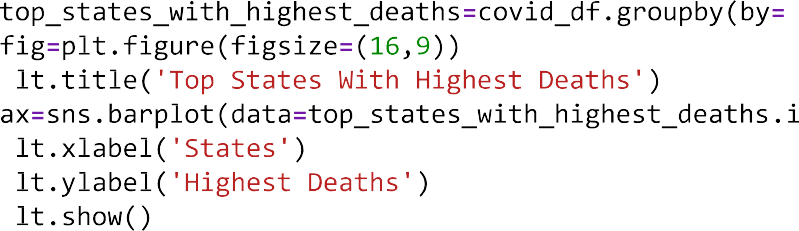 top_states_with_highest_deaths=covid_df.groupby(by=
fig=plt.figure(figsize=(16,9))
lt.title('Top States With Highest Deaths')
ax=sns.barplot(data=top_states_with_highest_deaths.i
lt.xlabel('States')
lt.ylabel('Highest Deaths')
lt.show()